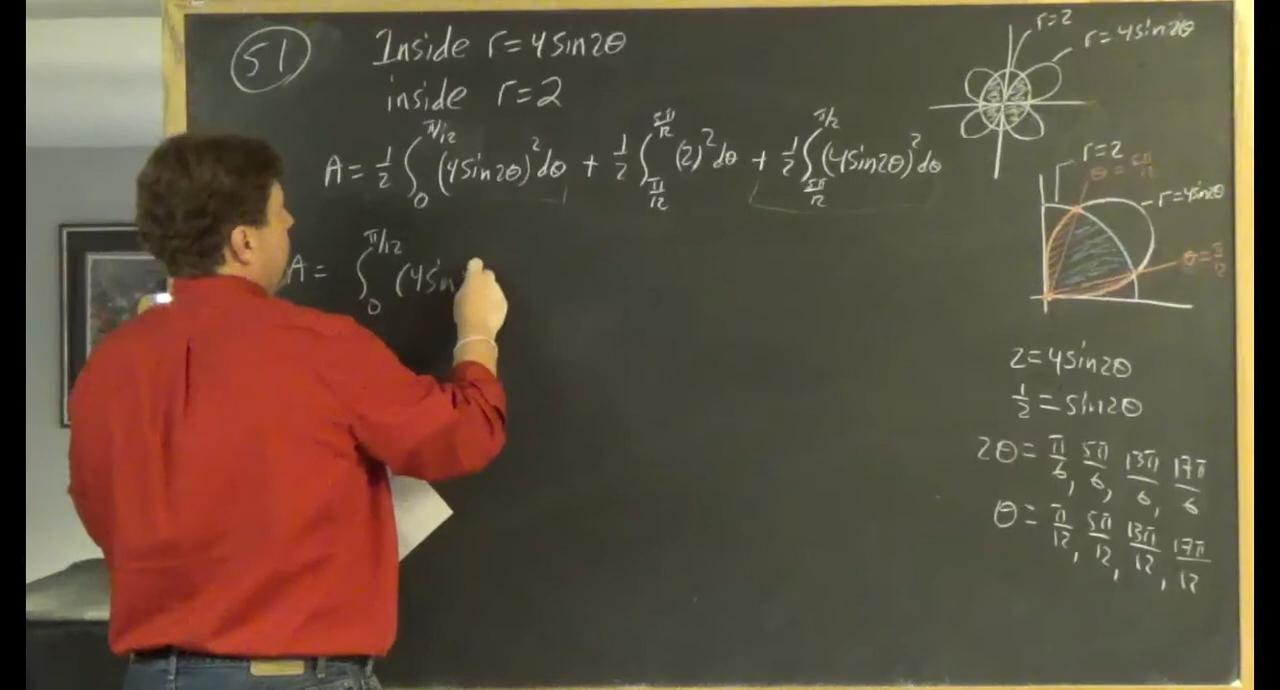 51
Inside r=4sin2θ
inside r=2
A = 1/2 ∫_0^{π/12} (4sin2θ)^2 dθ + 1/2 ∫_{π/12}^{5π/12} (2)^2 dθ + 1/2 ∫_{5π/12}^{π/2} (4sin2θ)^2 dθ
A = ∫_0^{π/12} (4sin
r=2
r=4sin2θ
r=2
θ=5π/12
r=4sin2θ
θ=π/12
2=4sin2θ
1/2=sin2θ
2θ=π/6, 5π/6, 13π/6, 17π/6
θ=π/12, 5π/12, 13π/12, 17π/12